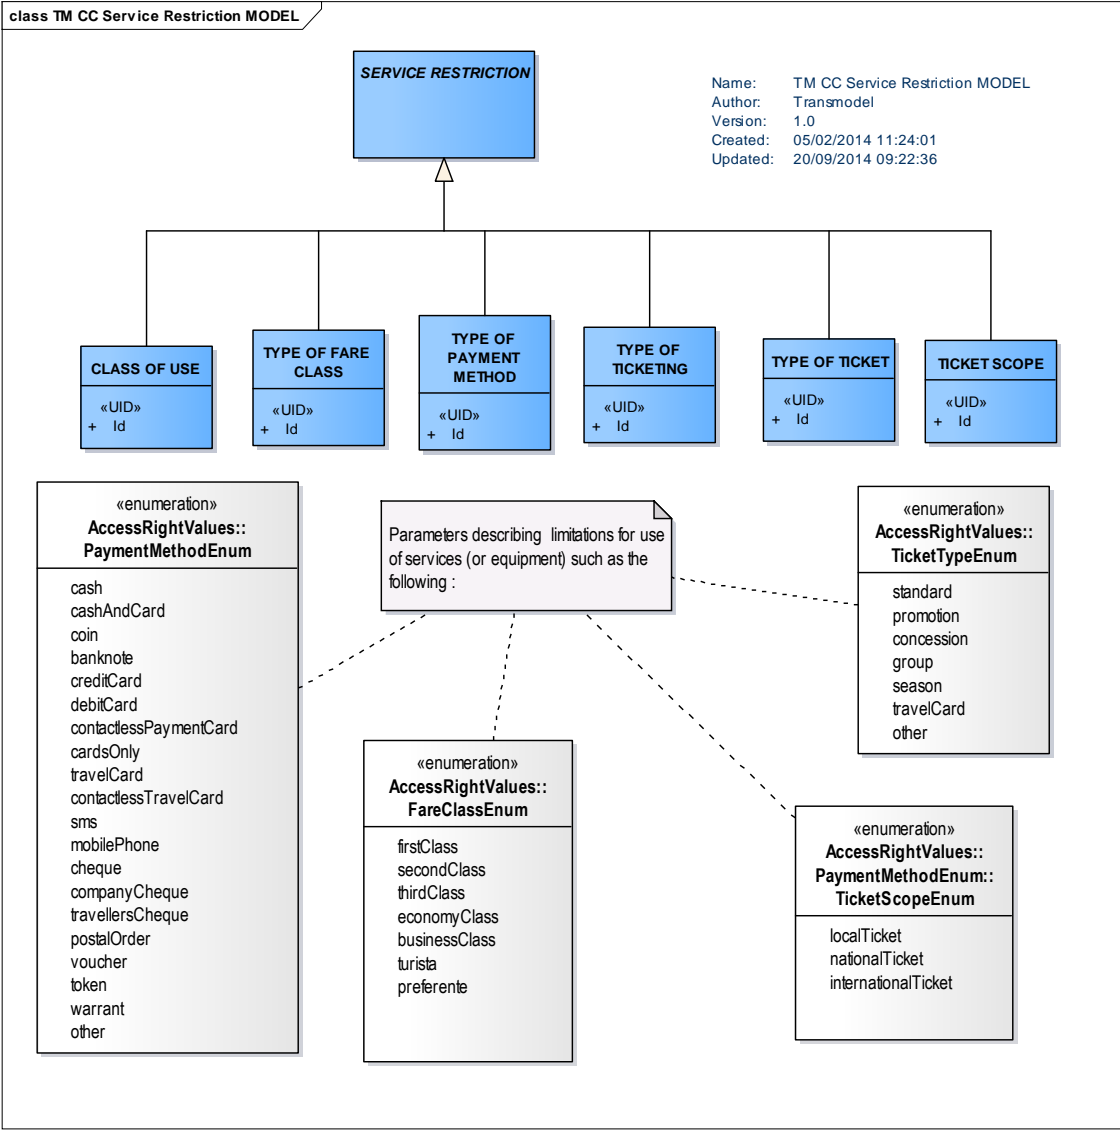 class TM CC Service Restriction MODEL
SERVICE RESTRICTION
Name: TM CC Service Restriction MODEL
Author: Transmodel
Version: 1.0
Created: 05/02/2014 11:24:01
Updated: 20/09/2014 09:22:36
CLASS OF USE
«UID»
+ Id
TYPE OF FARE
CLASS
«UID»
+ Id
TYPE OF
PAYMENT
METHOD
«UID»
+ Id
TYPE OF
TICKETING
«UID»
+ Id
TYPE OF TICKET
«UID»
+ Id
TICKET SCOPE
«UID»
+ Id
«enumeration»
AccessRightValues::
PaymentMethodEnum
cash
cashAndCard
coin
banknote
creditCard
debitCard
contactlessPaymentCard
cardsOnly
travelCard
contactlessTravelCard
sms
mobilePhone
cheque
companyCheque
travellersCheque
postalOrder
voucher
token
warrant
other
Parameters describing limitations for use
of services (or equipment) such as the
following :
«enumeration»
AccessRightValues::
FareClassEnum
firstClass
secondClass
thirdClass
economyClass
businessClass
turista
preferente
«enumeration»
AccessRightValues::
TicketTypeEnum
standard
promotion
concession
group
season
travelCard
other
«enumeration»
AccessRightValues::
PaymentMethodEnum::
TicketScopeEnum
localTicket
nationalTicket
internationalTicket